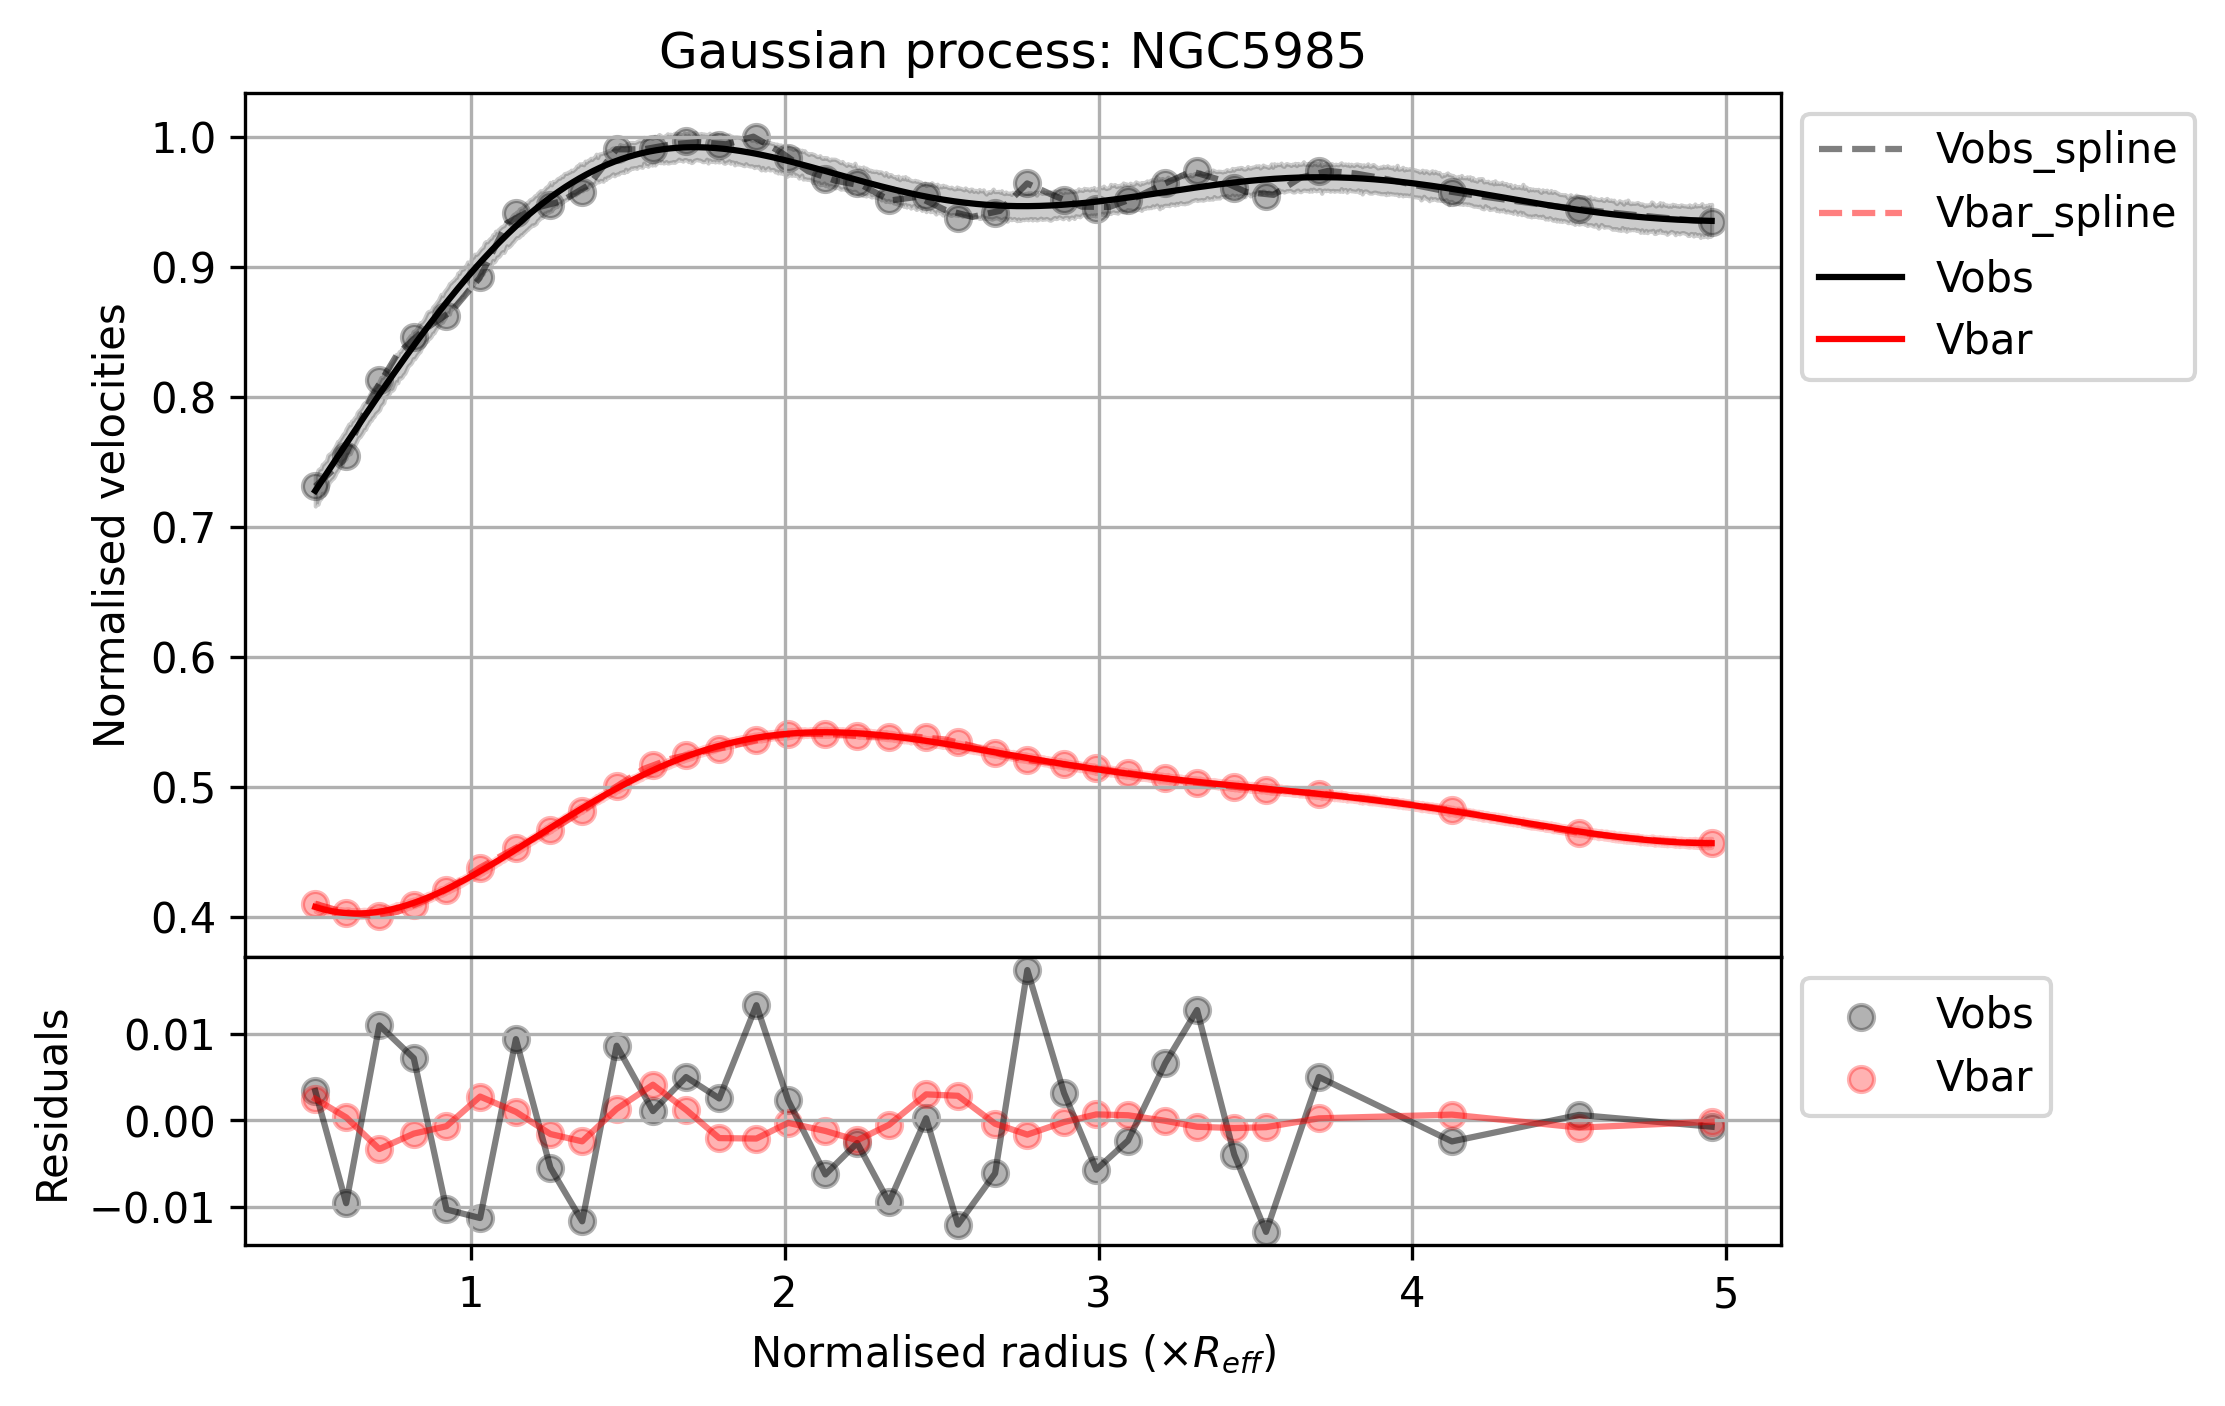 Gaussian process: NGC5985
1.0
0.9
0.8
0.7
0.6
0.5
0.4
Normalised velocities
Vobs_spline
Vbar_spline
Vobs
Vbar
0.01
0.00
−0.01
Residuals
Vobs
Vbar
1 2 3 4 5
Normalised radius (×R_eff)